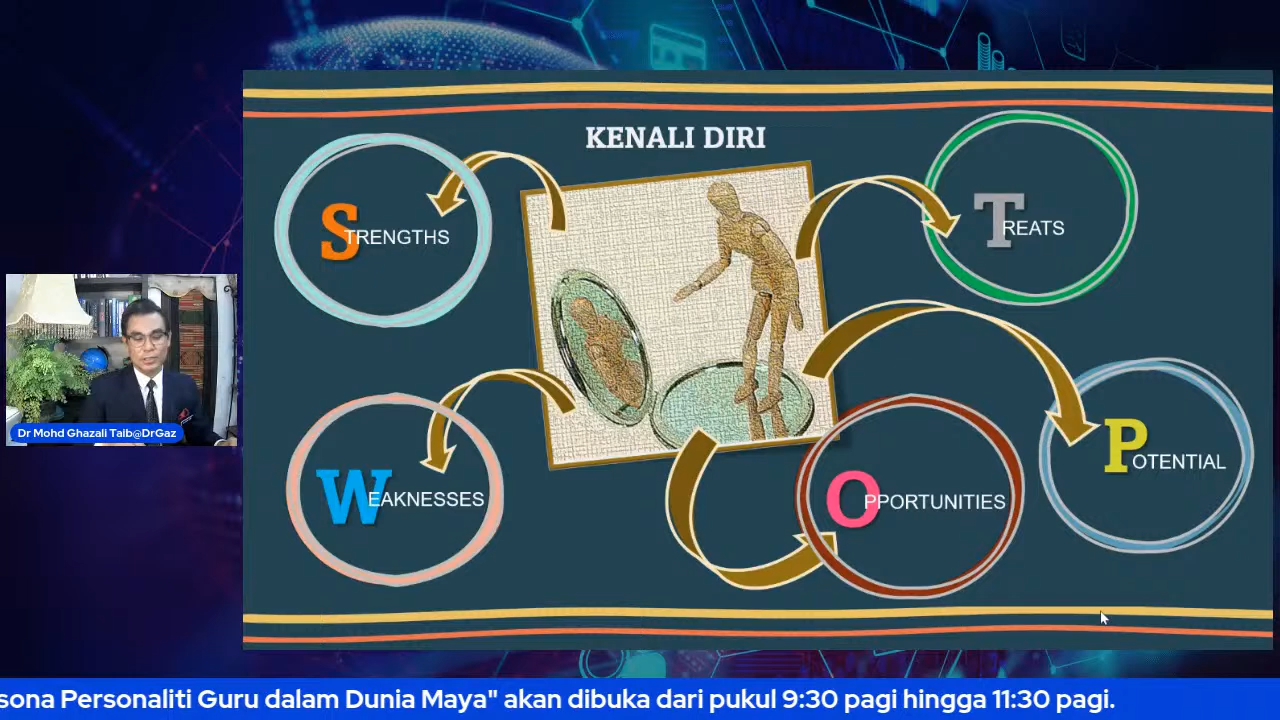 KENALI DIRI
STRENGTHS
TREATS
WEAKNESSES
OPPORTUNITIES
POTENTIAL
Dr Mohd Ghazali Taib@DrGaz
sona Personaliti Guru dalam Dunia Maya" akan dibuka dari pukul 9:30 pagi hingga 11:30 pagi.